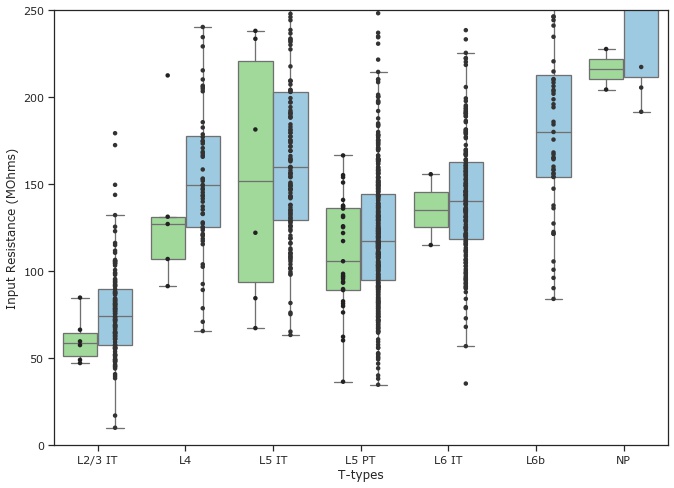 250
200
150
100
50
0
Input Resistance (MOhms)
L2/3 IT L4 L5 IT L5 PT L6 IT L6b NP
T-types